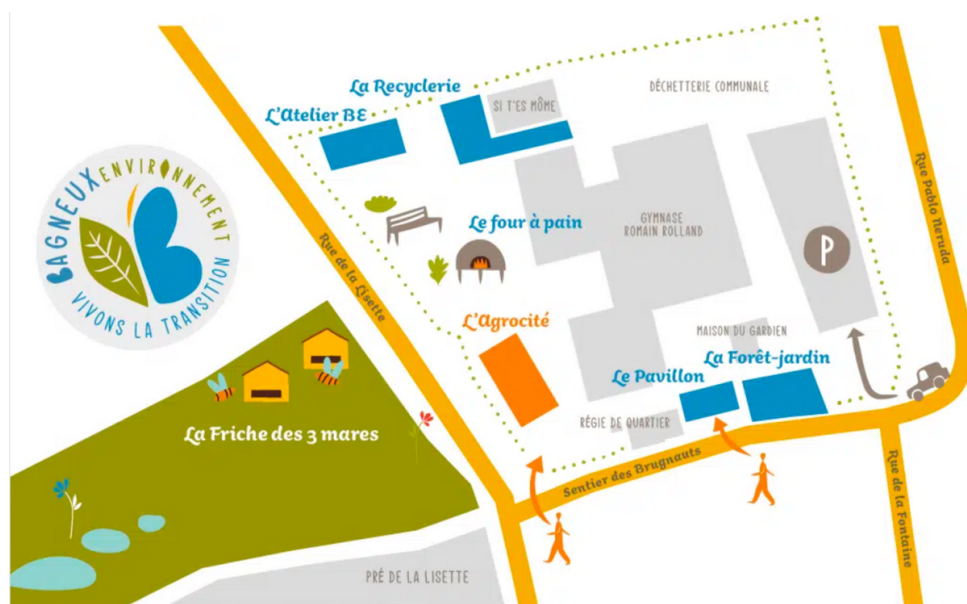 BAGNEUX ENVIRONNEMENT
VIVONS LA TRANSITION
La Recyclerie
L'Atelier BE
SI T'ES MÔME
DÉCHETTERIE COMMUNALE
Rue Pablo Neruda
Rue de la Lisette
Le four à pain
GYMNASE
ROMAIN ROLLAND
P
L'Agrocité
MAISON DU GARDIEN
La Forêt-jardin
Le Pavillon
RÉGIE DE QUARTIER
La Friche des 3 mares
Sentier des Brugnauts
Rue de la Fontaine
PRÉ DE LA LISETTE